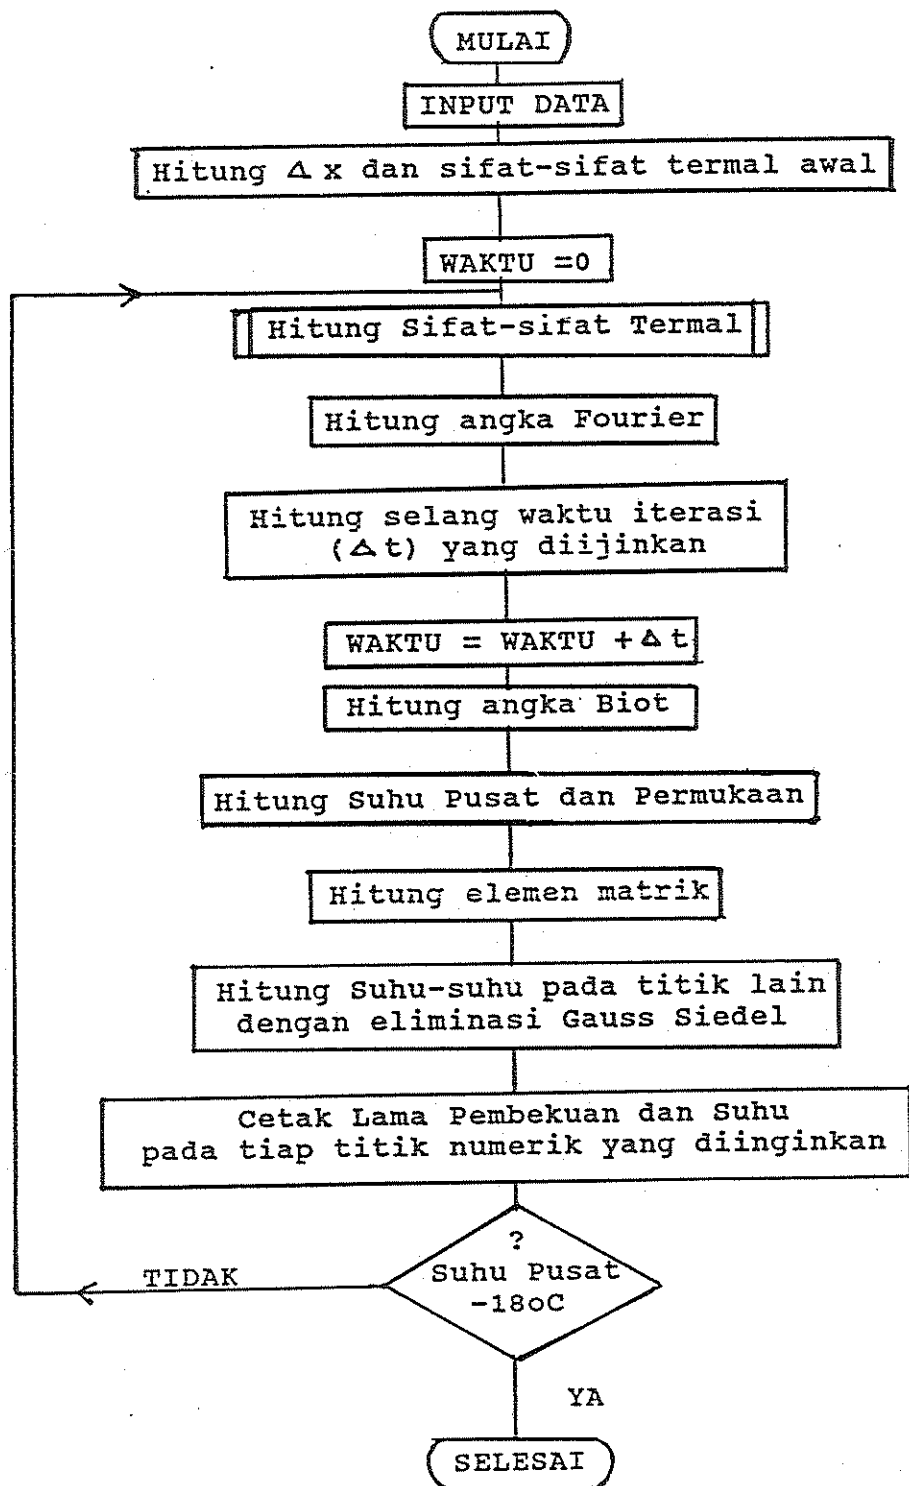 MULAI
INPUT DATA
Hitung Δ x dan sifat-sifat termal awal
WAKTU =0
Hitung Sifat-sifat Termal
Hitung angka Fourier
Hitung selang waktu iterasi
(Δ t) yang diijinkan
WAKTU = WAKTU + Δ t
Hitung angka Biot
Hitung Suhu Pusat dan Permukaan
Hitung elemen matrik
Hitung Suhu-suhu pada titik lain
dengan eliminasi Gauss Siedel
Cetak Lama Pembekuan dan Suhu
pada tiap titik numerik yang diinginkan
?
Suhu Pusat
-18oC
TIDAK
YA
SELESAI